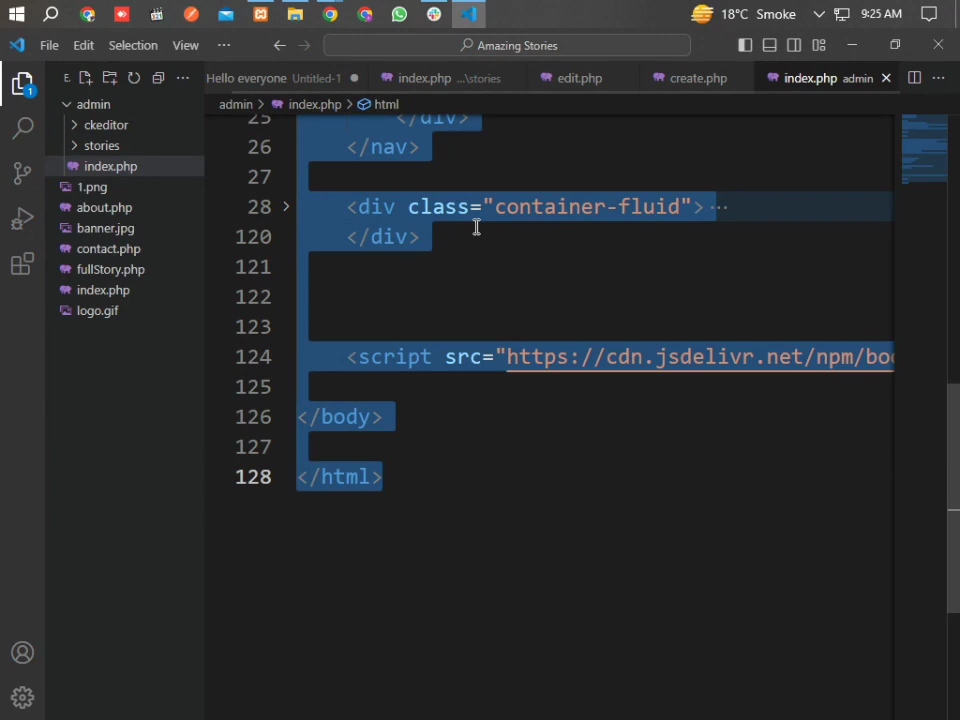 18°C Smoke
9:25 AM
File Edit Selection View ···
Amazing Stories
E
Hello everyone Untitled-1
index.php ...\stories
edit.php
create.php
index.php admin
admin > index.php > html
admin
ckeditor
stories
index.php
1.png
about.php
banner.jpg
contact.php
fullStory.php
index.php
logo.gif
1
25 </div>
26 </nav>
27
28 <div class="container-fluid"> ···
120 </div>
121
122
123
124 <script src="https://cdn.jsdelivr.net/npm/boo
125
126 </body>
127
128 </html>